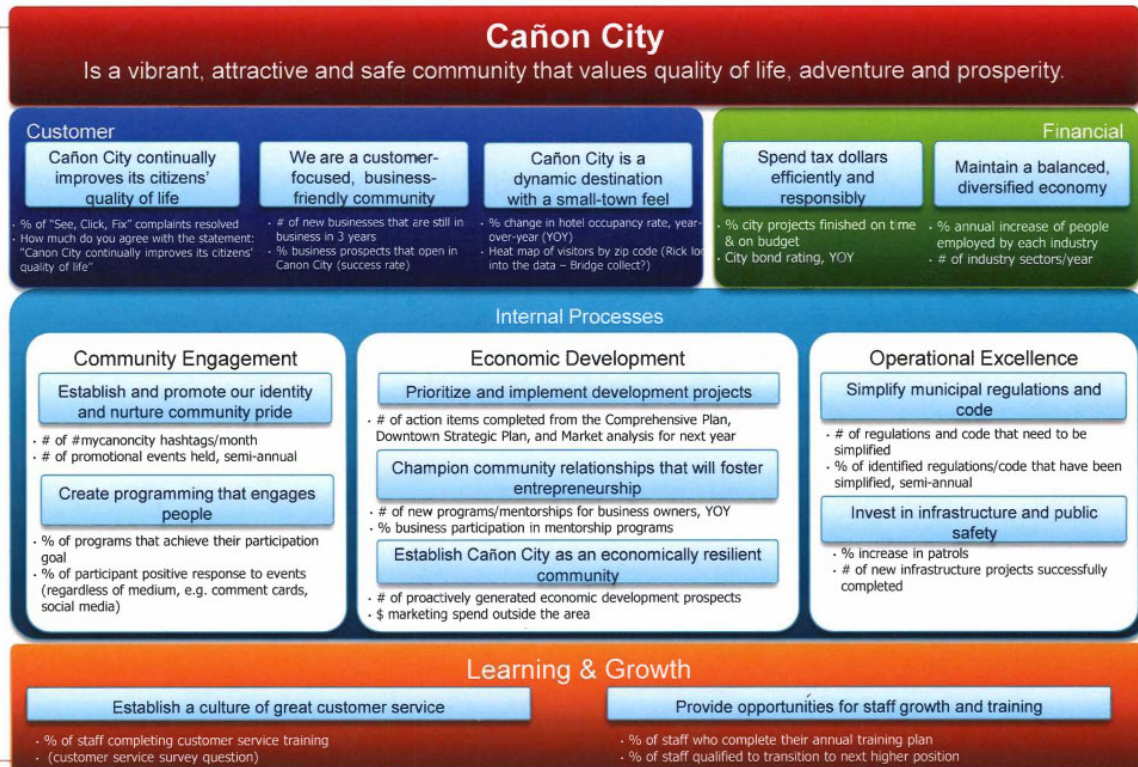 Cañon City
Is a vibrant, attractive and safe community that values quality of life, adventure and prosperity.
Customer
Cañon City continually
improves its citizens'
quality of life
· % of "See, Click, Fix" complaints resolved
· How much do you agree with the statement:
"Canon City continually improves its citizens'
quality of life"
We are a customer-
focused, business-
friendly community
· # of new businesses that are still in
business in 3 years
· % business prospects that open in
Canon City (success rate)
Cañon City is a
dynamic destination
with a small-town feel
· % change in hotel occupancy rate, year-
over-year (YOY)
· Heat map of visitors by zip code (Rick
into the data – Bridge collect?)
Financial
Spend tax dollars
efficiently and
responsibly
· % city projects finished on time
& on budget
· City bond rating, YOY
Maintain a balanced,
diversified economy
· % annual increase of people
employed by each industry
· # of industry sectors/year
Internal Processes
Community Engagement
Establish and promote our identity
and nurture community pride
· # of #mycanoncity hashtags/month
· # of promotional events held, semi-annual
Create programming that engages
people
· % of programs that achieve their participation
goal
· % of participant positive response to events
(regardless of medium, e.g. comment cards,
social media)
Economic Development
Prioritize and implement development projects
· # of action items completed from the Comprehensive Plan,
Downtown Strategic Plan, and Market analysis for next year
Champion community relationships that will foster
entrepreneurship
· # of new programs/mentorships for business owners, YOY
· % business participation in mentorship programs
Establish Cañon City as an economically resilient
community
· # of proactively generated economic development prospects
· $ marketing spend outside the area
Operational Excellence
Simplify municipal regulations and
code
· # of regulations and code that need to be
simplified
· % of identified regulations/code that have been
simplified, semi-annual
Invest in infrastructure and public
safety
· % increase in patrols
· # of new infrastructure projects successfully
completed
Learning & Growth
Establish a culture of great customer service
· % of staff completing customer service training
· (customer service survey question)
Provide opportunities for staff growth and training
· % of staff who complete their annual training plan
· % of staff qualified to transition to next higher position